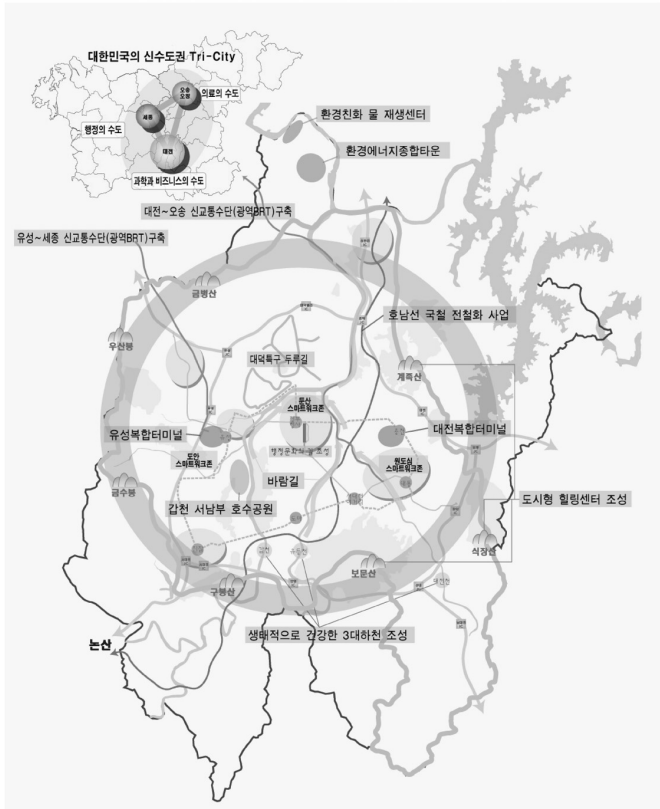 대한민국의 신수도권 Tri-City
오송
오창
의료의 수도
세종
행정의 수도
대전
과학과 비즈니스의 수도
환경친화 물 재생센터
환경에너지종합타운
대전~오송 신교통수단(광역BRT)구축
유성~세종 신교통수단(광역BRT)구축
금병산
호남선 국철 전철화 사업
우산봉
대덕특구 두루길
계족산
둔산
스마트워크존
유성복합터미널
대전복합터미널
도안
스마트워크존
원도심
스마트워크존
바람길
금수봉
갑천 서남부 호수공원
도시형 힐링센터 조성
식장산
갑천
유등천
보문산
대전천
구봉산
생태적으로 건강한 3대하천 조성
논산